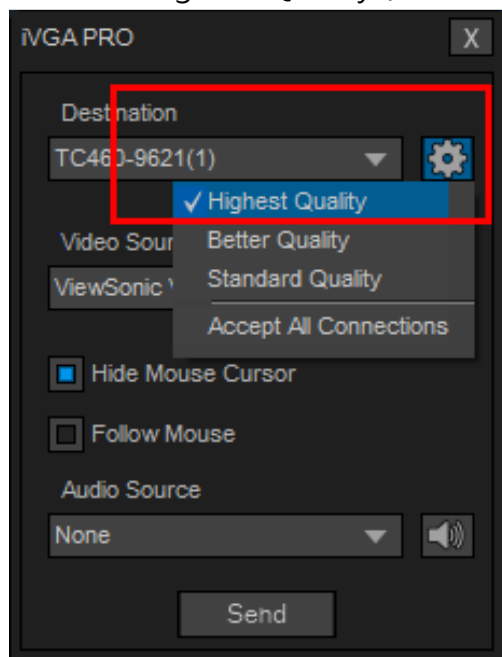 iVGA PRO X
Destination
TC460-9621(1)
Highest Quality
Video Sour
Better Quality
ViewSonic
Standard Quality
Accept All Connections
Hide Mouse Cursor
Follow Mouse
Audio Source
None
Send